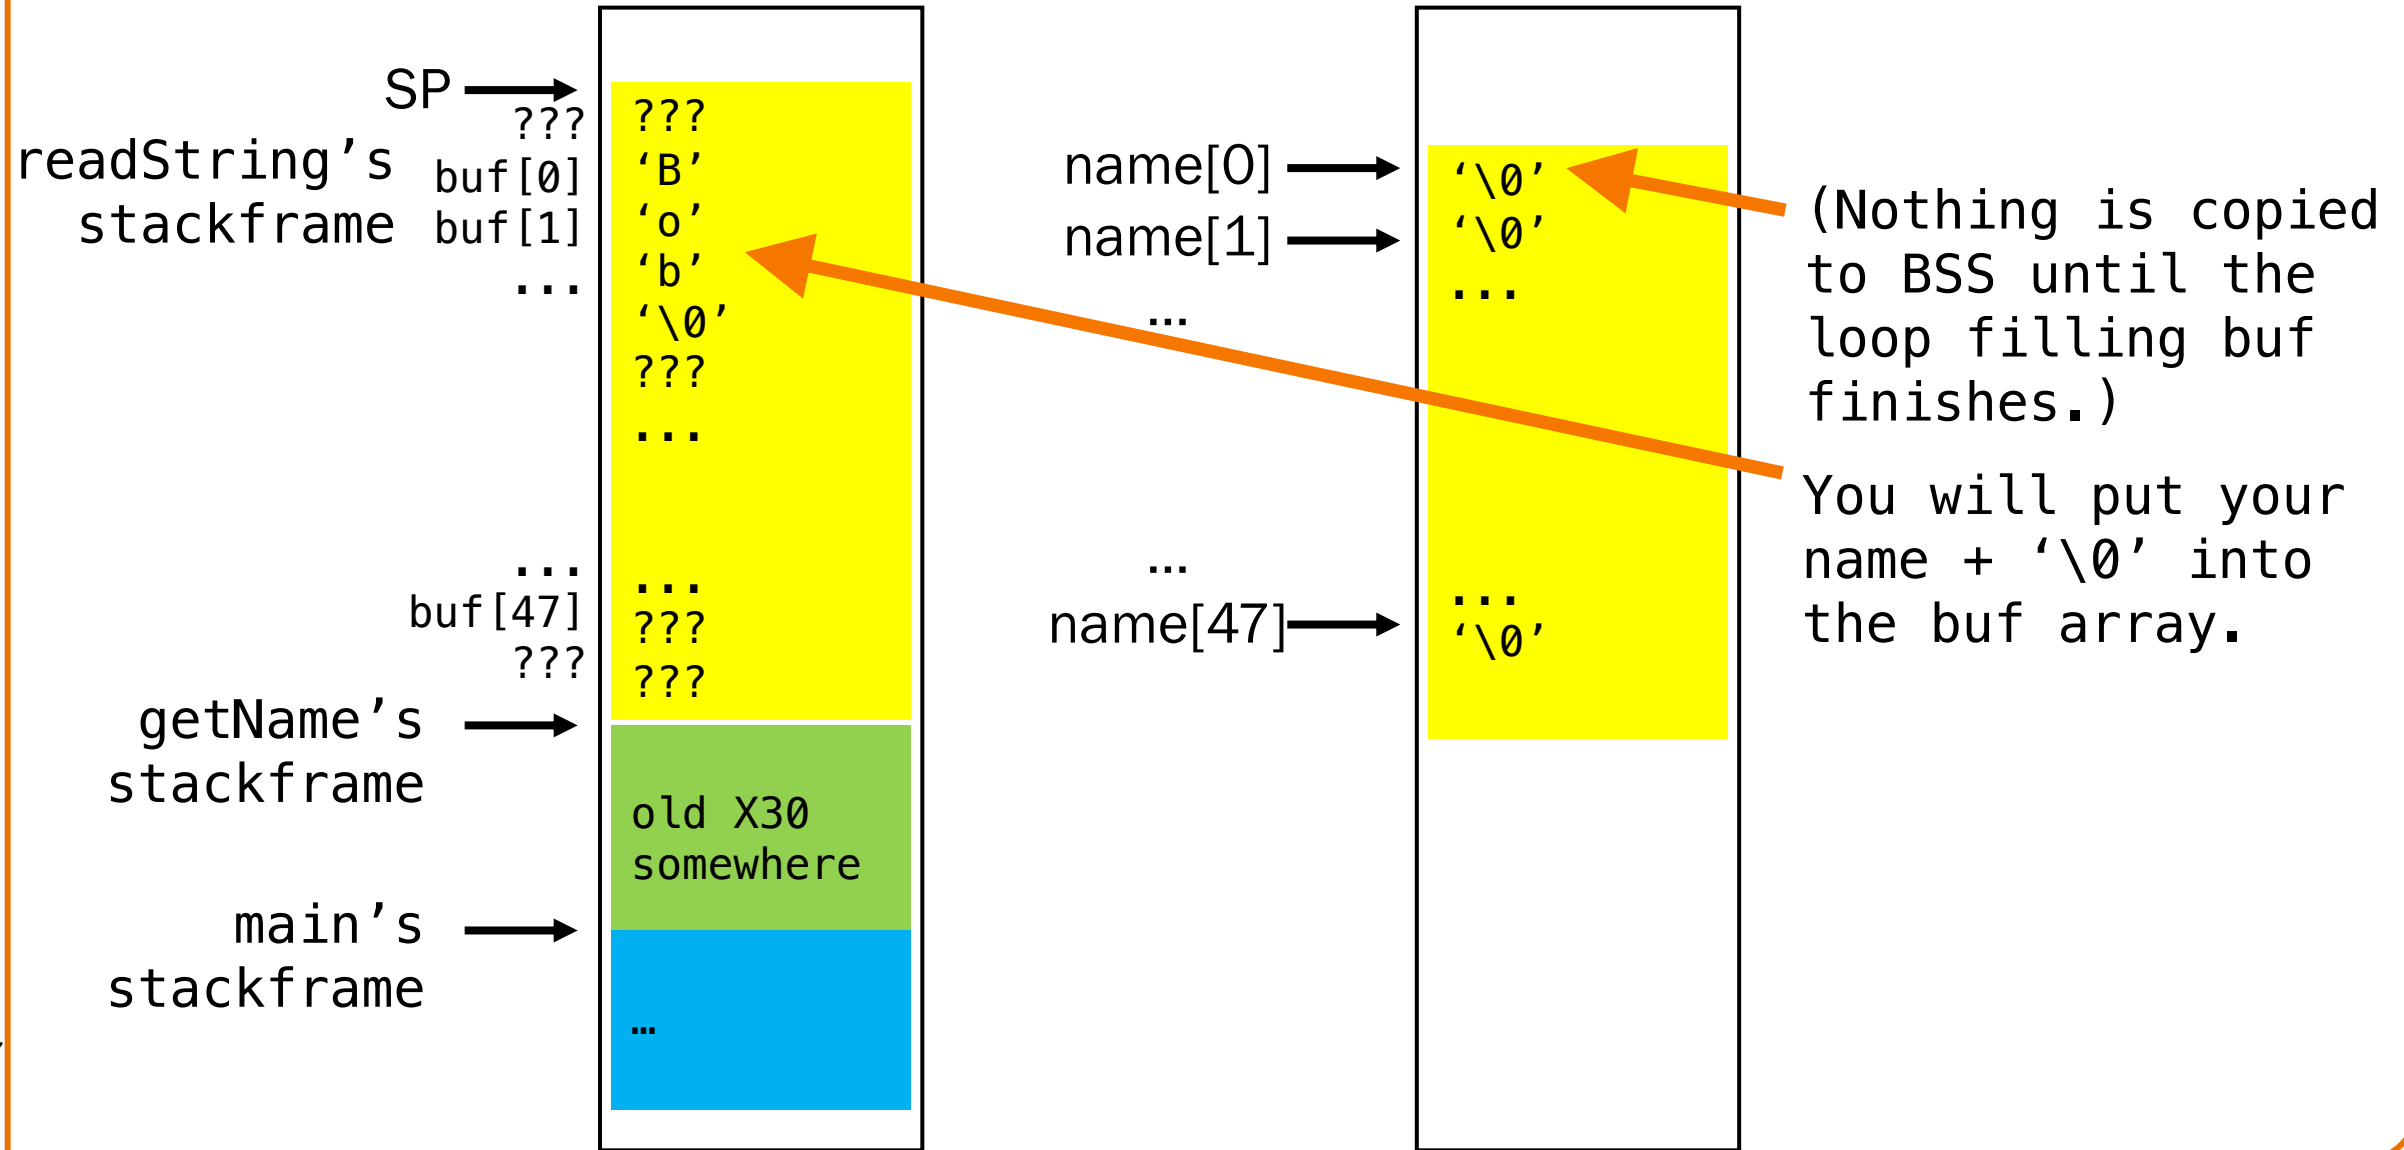 SP
???
readString’s
stackframe
buf[0]
buf[1]
...
...
buf[47]
???
getName’s
stackframe
main’s
stackframe
???
‘B’
‘o’
‘b’
‘\0’
???
...
...
???
???
old X30
somewhere
…
name[0]
name[1]
…
…
name[47]
‘\0’
‘\0’
...
...
‘\0’
(Nothing is copied
to BSS until the
loop filling buf
finishes.)
You will put your
name + ‘\0’ into
the buf array.